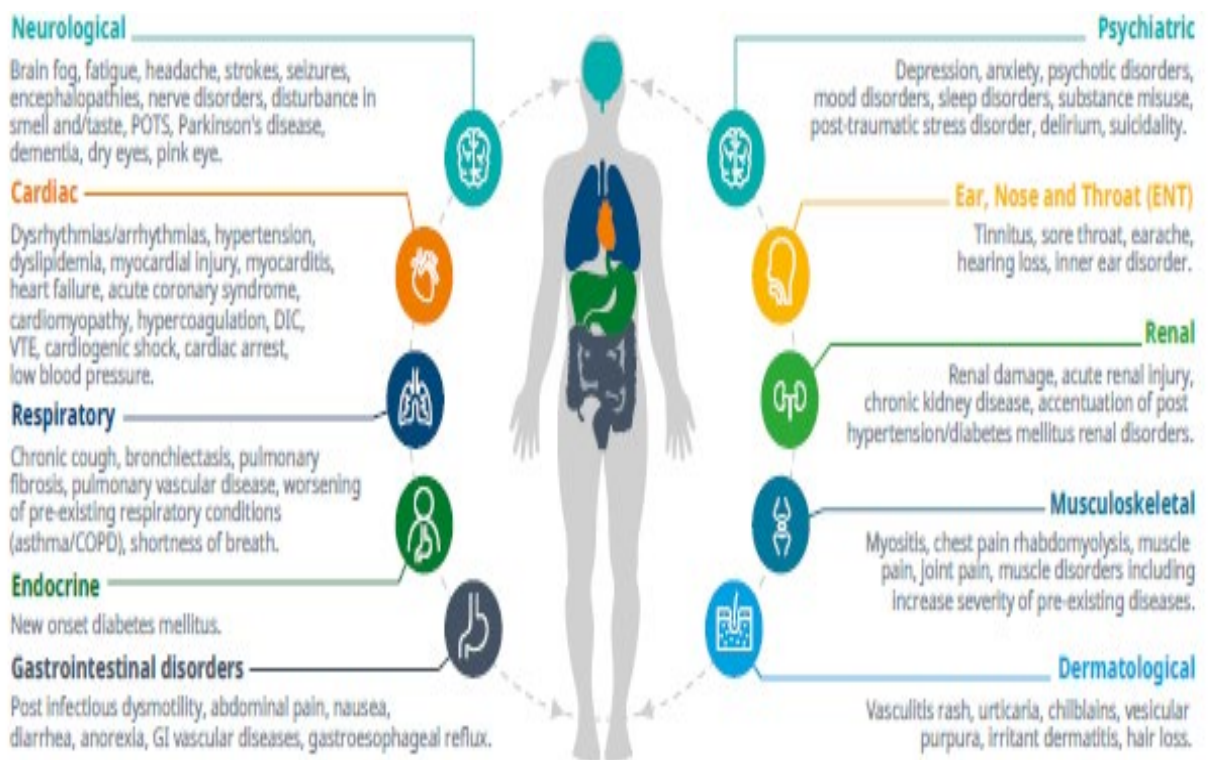 Neurological
Brain fog, fatigue, headache, strokes, seizures,
encephalopathies, nerve disorders, disturbance in
smell and/taste, POTS, Parkinson's disease,
dementia, dry eyes, pink eye.
Cardiac
Dysrhythmias/arrhythmias, hypertension,
dyslipidemia, myocardial injury, myocarditis,
heart failure, acute coronary syndrome,
cardiomyopathy, hypercoagulation, DIC,
VTE, cardiogenic shock, cardiac arrest,
low blood pressure.
Respiratory
Chronic cough, bronchiectasis, pulmonary
fibrosis, pulmonary vascular disease, worsening
of pre-existing respiratory conditions
(asthma/COPD), shortness of breath.
Endocrine
New onset diabetes mellitus.
Gastrointestinal disorders
Post infectious dysmotility, abdominal pain, nausea,
diarrhea, anorexia, GI vascular diseases, gastroesophageal reflux.
Psychiatric
Depression, anxiety, psychotic disorders,
mood disorders, sleep disorders, substance misuse,
post-traumatic stress disorder, delirium, suicidality.
Ear, Nose and Throat (ENT)
Tinnitus, sore throat, earache,
hearing loss, inner ear disorder.
Renal
Renal damage, acute renal injury,
chronic kidney disease, accentuation of post
hypertension/diabetes mellitus renal disorders.
Musculoskeletal
Myositis, chest pain rhabdomyolysis, muscle
pain, joint pain, muscle disorders including
increase severity of pre-existing diseases.
Dermatological
Vasculitis rash, urticaria, chilblains, vesicular
purpura, irritant dermatitis, hair loss.